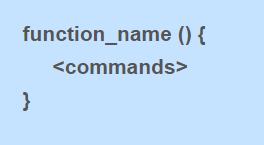 function_name () {
<commands>
}